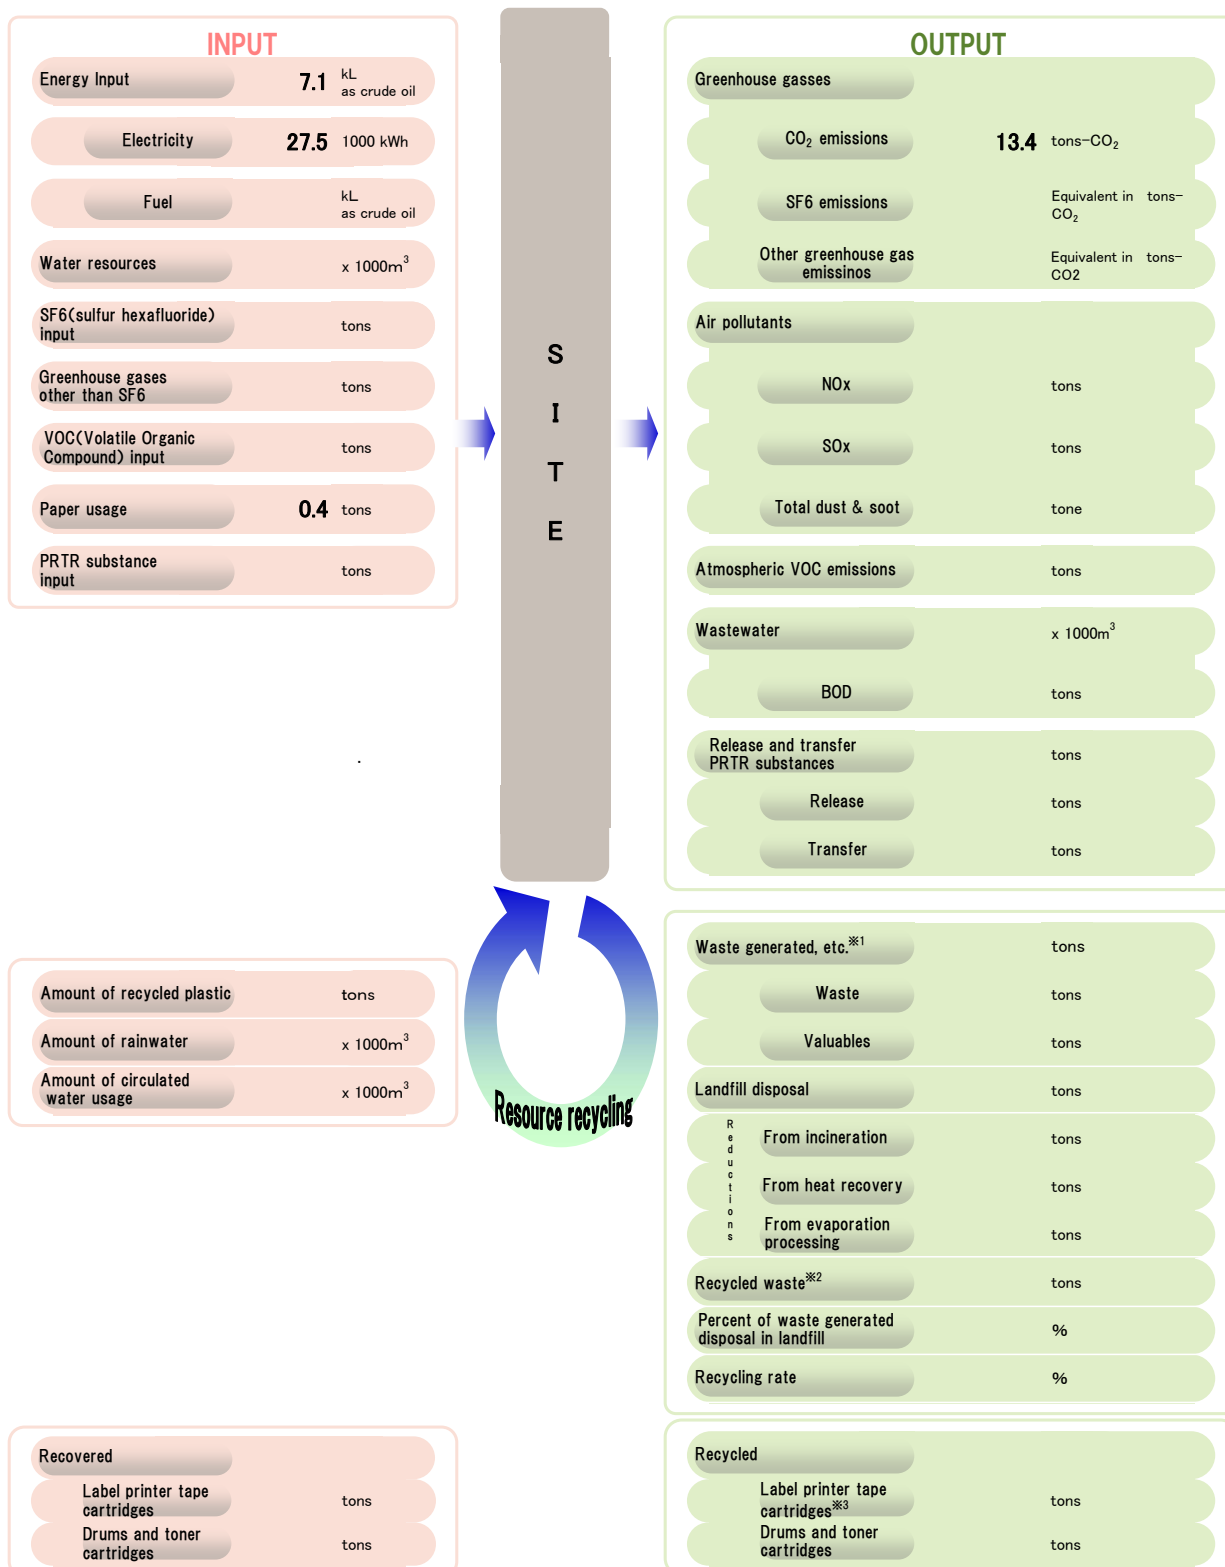 INPUT
Energy Input 7.1 kL
as crude oil
Electricity 27.5 1000 kWh
Fuel kL
as crude oil
Water resources x 1000m³
SF6(sulfur hexafluoride)
input tons
Greenhouse gases
other than SF6 tons
VOC(Volatile Organic
Compound) input tons
Paper usage 0.4 tons
PRTR substance
input tons
S
I
T
E
OUTPUT
Greenhouse gasses
CO₂ emissions 13.4 tons-CO₂
SF6 emissions Equivalent in tons-
CO₂
Other greenhouse gas
emissinos Equivalent in tons-
CO2
Air pollutants
NOx tons
SOx tons
Total dust & soot tone
Atmospheric VOC emissions tons
Wastewater x 1000m³
BOD tons
Release and transfer
PRTR substances tons
Release tons
Transfer tons
.
Amount of recycled plastic tons
Amount of rainwater x 1000m³
Amount of circulated
water usage x 1000m³
Resource recycling
Waste generated, etc.※1 tons
Waste tons
Valuables tons
Landfill disposal tons
Reductions
From incineration tons
From heat recovery tons
From evaporation
processing tons
Recycled waste※2 tons
Percent of waste generated
disposal in landfill %
Recycling rate %
Recovered
Label printer tape
cartridges tons
Drums and toner
cartridges tons
Recycled
Label printer tape
cartridges※3 tons
Drums and toner
cartridges tons